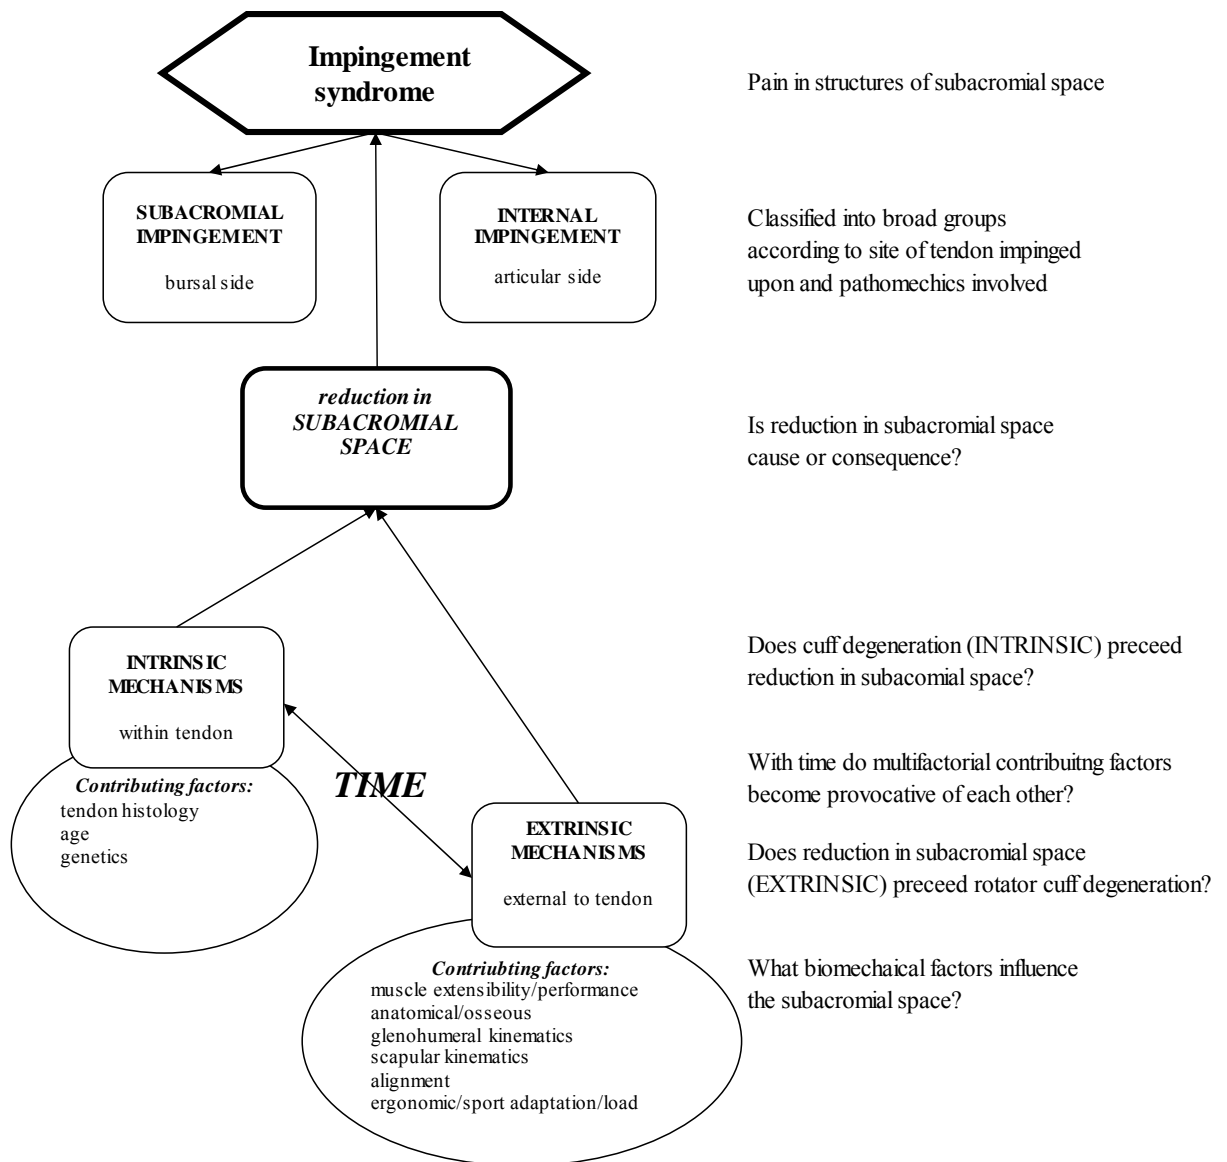 Impingement
syndrome
Pain in structures of subacromial space
SUBACROMIAL
IMPINGEMENT
bursal side
INTERNAL
IMPINGEMENT
articular side
Classified into broad groups
according to site of tendon impinged
upon and pathomechics involved
reduction in
SUBACROMIAL
SPACE
Is reduction in subacromial space
cause or consequence?
INTRINSIC
MECHANISMS
within tendon
Contributing factors:
tendon histology
age
genetics
TIME
Does cuff degeneration (INTRINSIC) preceed
reduction in subacomial space?
With time do multifactorial contribuitng factors
become provocative of each other?
EXTRINSIC
MECHANISMS
external to tendon
Does reduction in subacromial space
(EXTRINSIC) preceed rotator cuff degeneration?
Contriubting factors:
muscle extensibility/performance
anatomical/osseous
glenohumeral kinematics
scapular kinematics
alignment
ergonomic/sport adaptation/load
What biomechaical factors influence
the subacromial space?